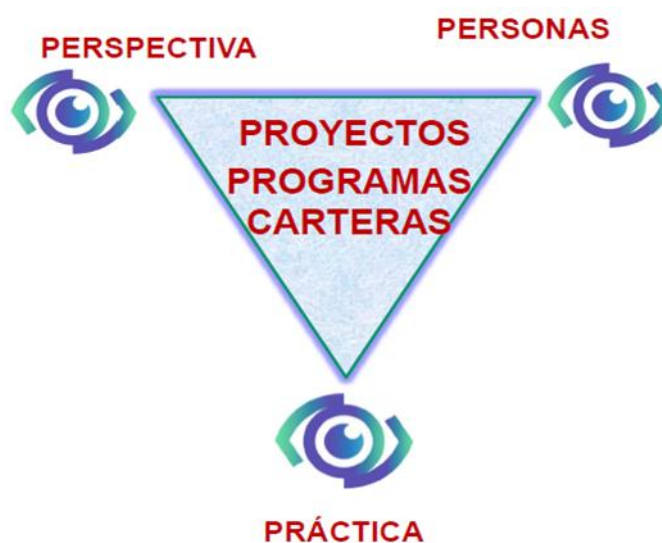 PERSPECTIVA
PERSONAS
PROYECTOS
PROGRAMAS
CARTERAS
PRÁCTICA